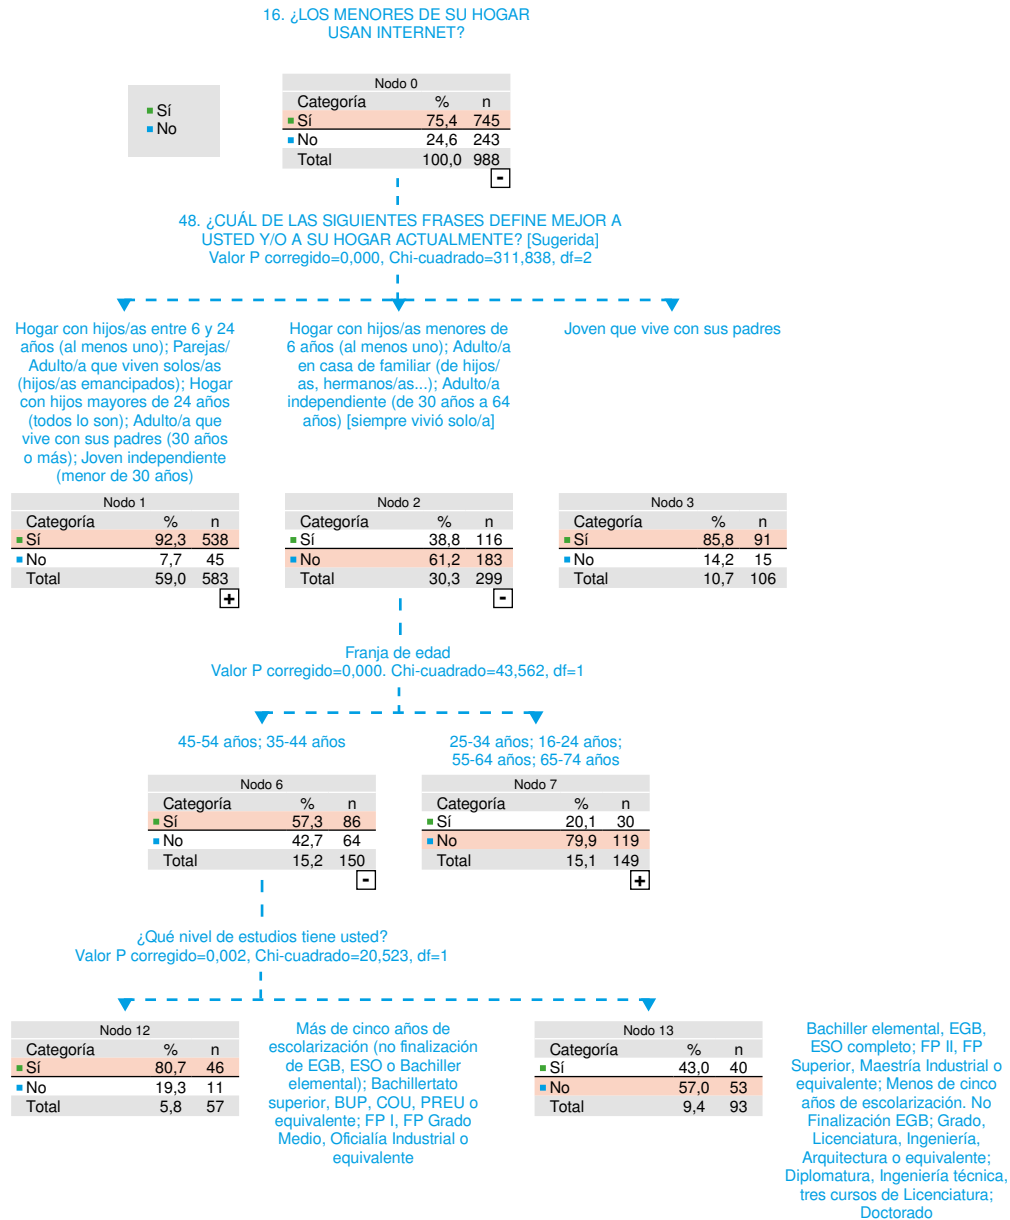 16. ¿LOS MENORES DE SU HOGAR
USAN INTERNET?
Sí
No
Nodo 0
Categoría % n
Sí 75,4 745
No 24,6 243
Total 100,0 988
-
48. ¿CUÁL DE LAS SIGUIENTES FRASES DEFINE MEJOR A
USTED Y/O A SU HOGAR ACTUALMENTE? [Sugerida]
Valor P corregido=0,000, Chi-cuadrado=311,838, df=2
Hogar con hijos/as entre 6 y 24
años (al menos uno); Parejas/
Adulto/a que viven solos/as
(hijos/as emancipados); Hogar
con hijos mayores de 24 años
(todos lo son); Adulto/a que
vive con sus padres (30 años
o más); Joven independiente
(menor de 30 años)
Hogar con hijos/as menores de
6 años (al menos uno); Adulto/a
en casa de familiar (de hijos/
as, hermanos/as...); Adulto/a
independiente (de 30 años a 64
años) [siempre vivió solo/a]
Joven que vive con sus padres
Nodo 1
Categoría % n
Sí 92,3 538
No 7,7 45
Total 59,0 583
+
Nodo 2
Categoría % n
Sí 38,8 116
No 61,2 183
Total 30,3 299
-
Nodo 3
Categoría % n
Sí 85,8 91
No 14,2 15
Total 10,7 106
Franja de edad
Valor P corregido=0,000. Chi-cuadrado=43,562, df=1
45-54 años; 35-44 años
25-34 años; 16-24 años;
55-64 años; 65-74 años
Nodo 6
Categoría % n
Sí 57,3 86
No 42,7 64
Total 15,2 150
-
Nodo 7
Categoría % n
Sí 20,1 30
No 79,9 119
Total 15,1 149
+
¿Qué nivel de estudios tiene usted?
Valor P corregido=0,002, Chi-cuadrado=20,523, df=1
Nodo 12
Categoría % n
Sí 80,7 46
No 19,3 11
Total 5,8 57
Más de cinco años de
escolarización (no finalización
de EGB, ESO o Bachiller
elemental); Bachillertato
superior, BUP, COU, PREU o
equivalente; FP I, FP Grado
Medio, Oficialía Industrial o
equivalente
Nodo 13
Categoría % n
Sí 43,0 40
No 57,0 53
Total 9,4 93
Bachiller elemental, EGB,
ESO completo; FP II, FP
Superior, Maestría Industrial o
equivalente; Menos de cinco
años de escolarización. No
Finalización EGB; Grado,
Licenciatura, Ingeniería,
Arquitectura o equivalente;
Diplomatura, Ingeniería técnica,
tres cursos de Licenciatura;
Doctorado